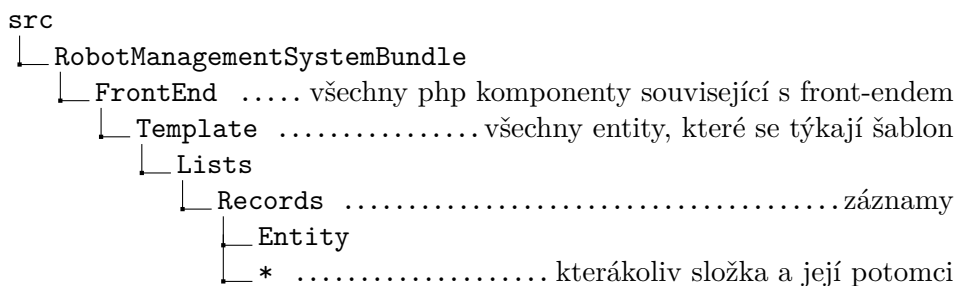 src
RobotManagementSystemBundle
FrontEnd ..... všechny php komponenty související s front-endem
Template ................. všechny entity, které se týkají šablon
Lists
Records .......................................... záznamy
Entity
* ..................... kterákoliv složka a její potomci